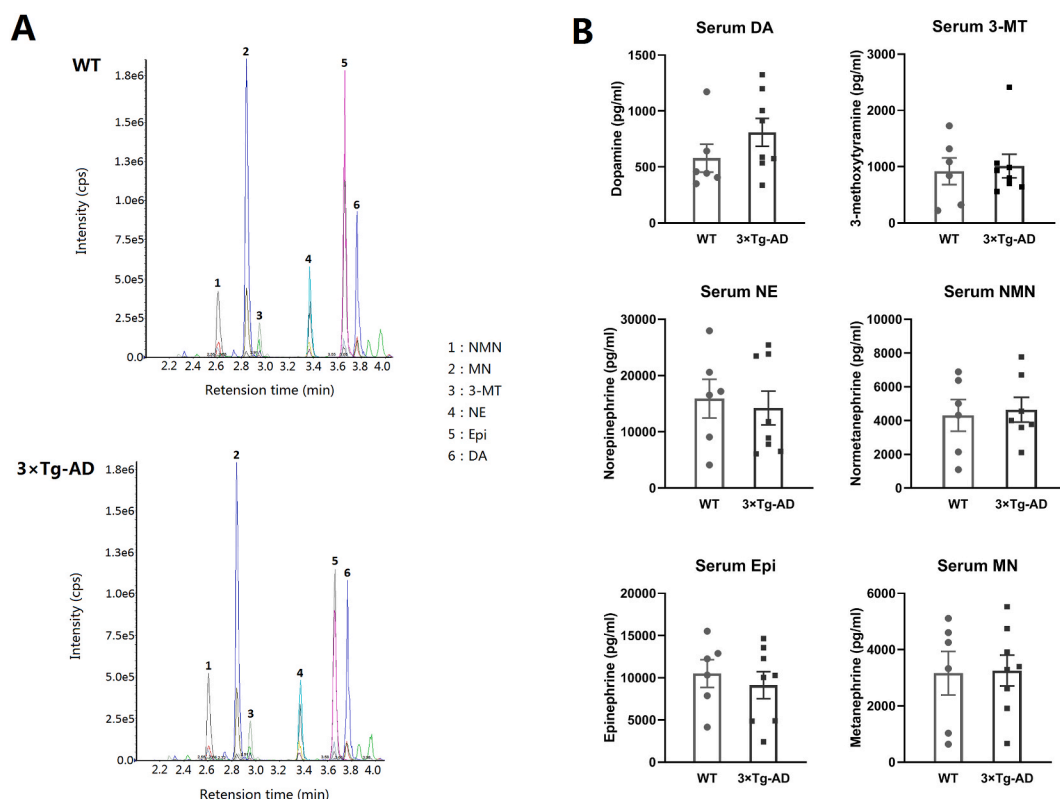 A
WT
Intensity (cps)
1.8e6
1.5e6
1.3e6
1.0e6
7.5e5
5.0e5
2.5e5
0.0
1
2
3
4
5
6
2.2 2.4 2.6 2.8 3.0 3.2 3.4 3.6 3.8 4.0
Retension time (min)
1 : NMN
2 : MN
3 : 3-MT
4 : NE
5 : Epi
6 : DA
3×Tg-AD
Intensity (cps)
1.8e6
1.3e6
1.0e6
5.0e5
2.5e5
0.0
1
2
3
4
5
6
2.2 2.4 2.6 2.8 3.0 3.2 3.4 3.6 3.8 4.0
Retension time (min)
B
Serum DA
Dopamine (pg/ml)
1500
1000
500
0
WT 3×Tg-AD
Serum 3-MT
3-methoxytyramine (pg/ml)
3000
2000
1000
0
WT 3×Tg-AD
Serum NE
Norepinephrine (pg/ml)
30000
20000
10000
0
WT 3×Tg-AD
Serum NMN
Normetanephrine (pg/ml)
10000
8000
6000
4000
2000
0
WT 3×Tg-AD
Serum Epi
Epinephrine (pg/ml)
20000
15000
10000
5000
0
WT 3×Tg-AD
Serum MN
Metanephrine (pg/ml)
6000
4000
2000
0
WT 3×Tg-AD